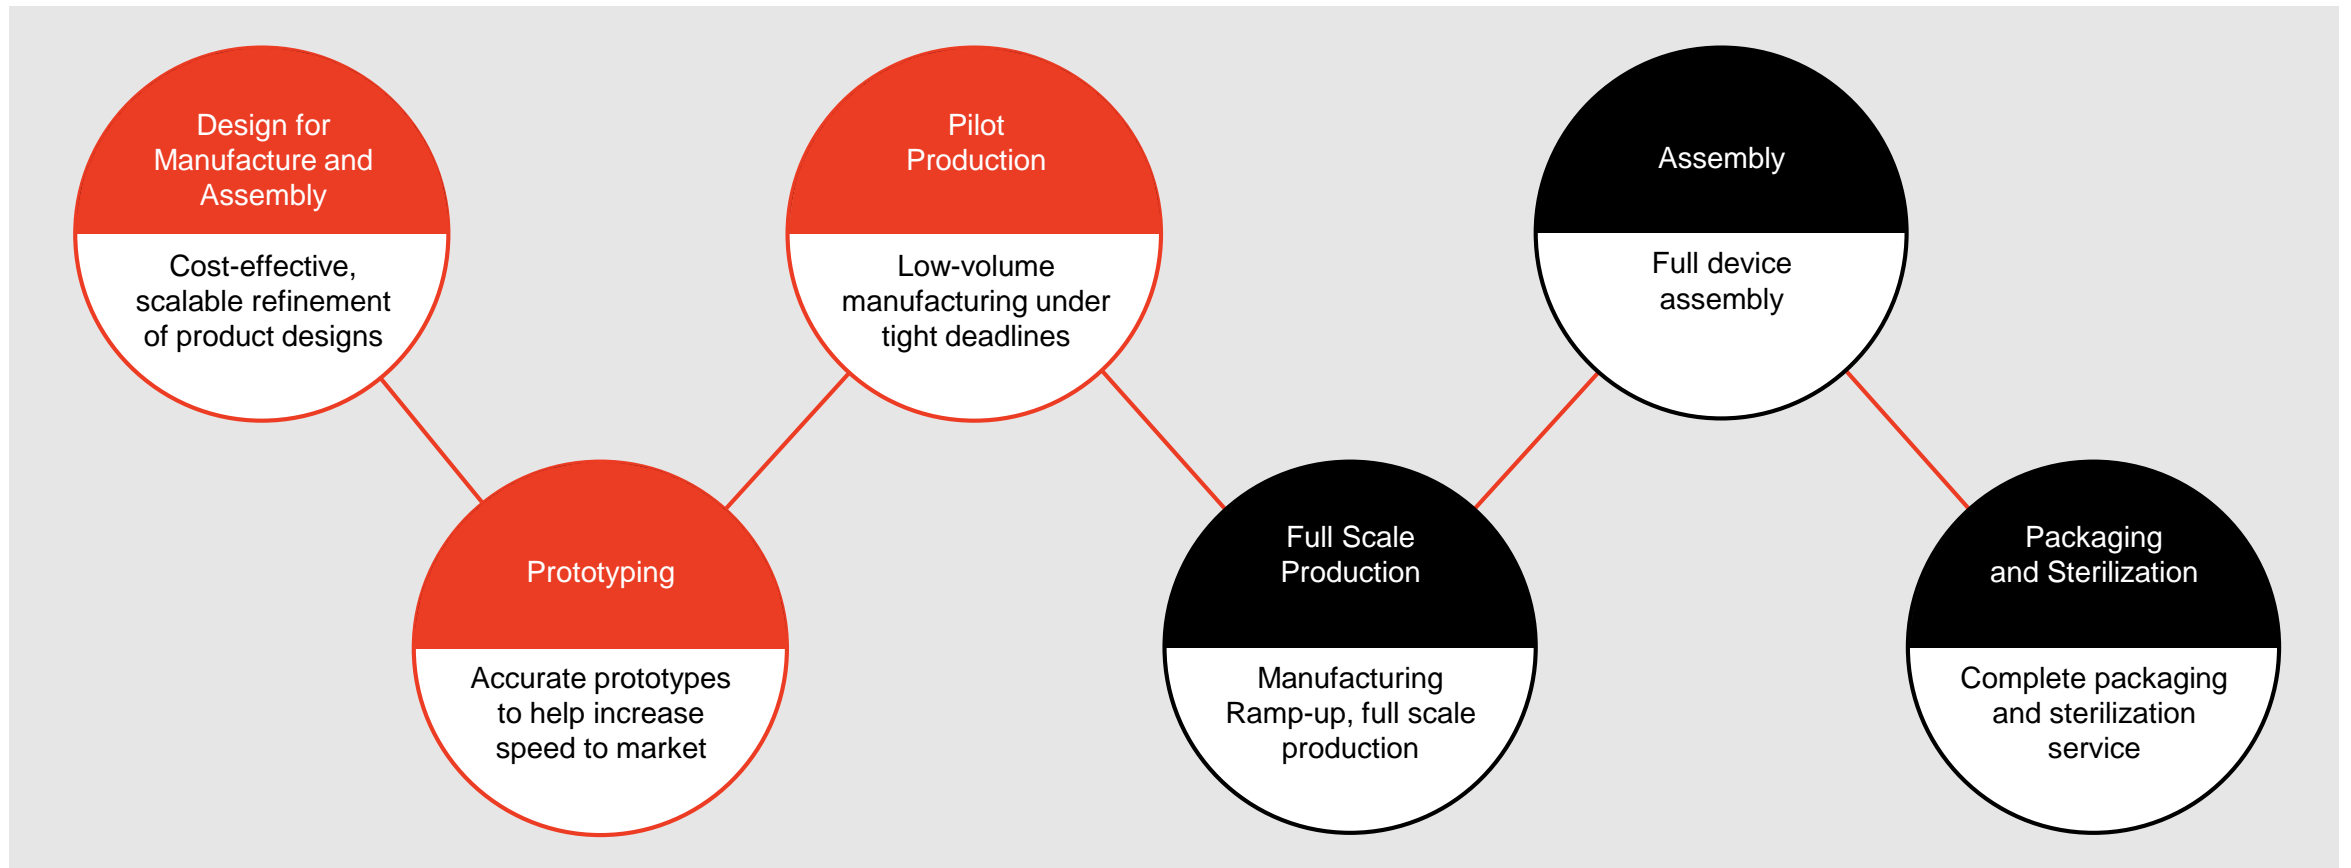 Design for
Manufacture and
Assembly
Cost-effective,
scalable refinement
of product designs
Prototyping
Accurate prototypes
to help increase
speed to market
Pilot
Production
Low-volume
manufacturing under
tight deadlines
Full Scale
Production
Manufacturing
Ramp-up, full scale
production
Assembly
Full device
assembly
Packaging
and Sterilization
Complete packaging
and sterilization
service